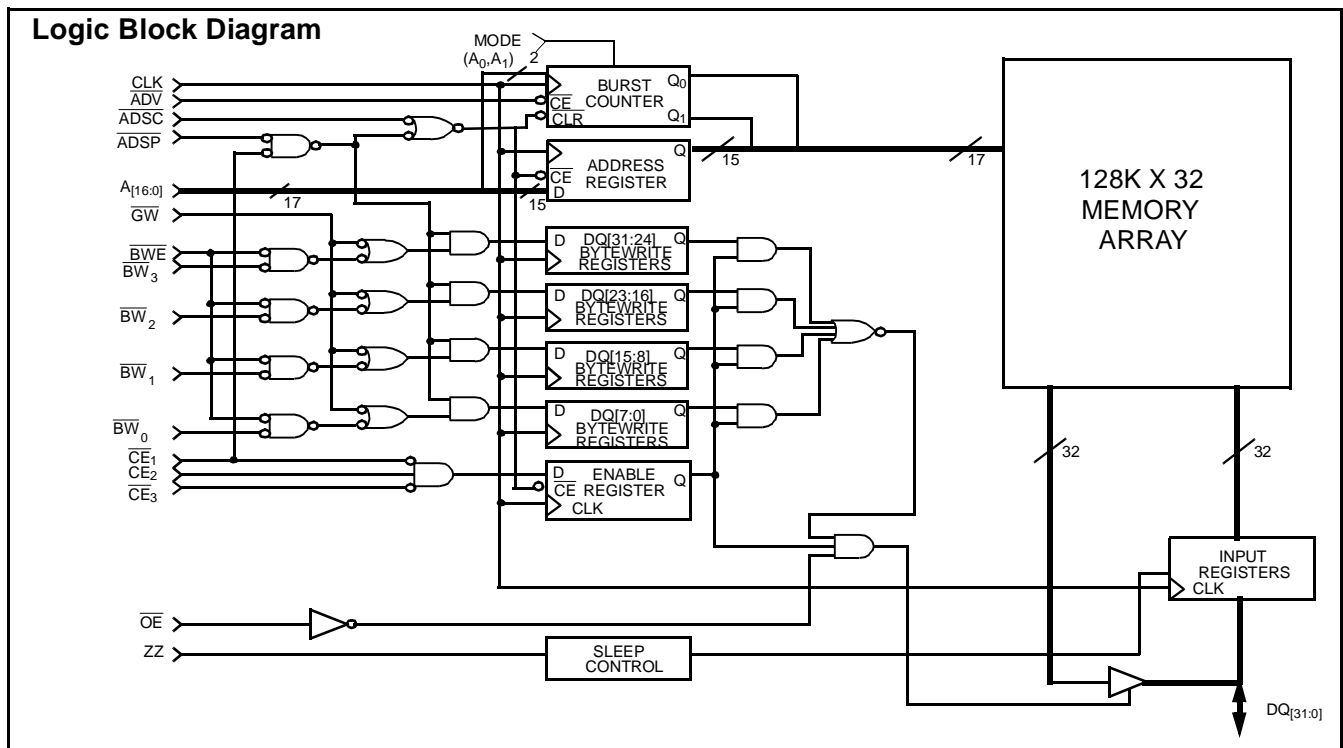 Logic Block Diagram
MODE
(A0,A1) 2
CLK
ADV
ADSC
ADSP
A[16:0]
17
GW
BWE
BW3
BW2
BW1
BW0
CE1
CE2
CE3
OE
ZZ
BURST
COUNTER
Q0
Q1
CE
CLR
ADDRESS
REGISTER
Q
CE
D
15
15
17
D DQ[31:24] Q
BYTEWRITE
REGISTERS
D DQ[23:16] Q
BYTEWRITE
REGISTERS
D DQ[15:8] Q
BYTEWRITE
REGISTERS
D DQ[7:0] Q
BYTEWRITE
REGISTERS
D ENABLE Q
CE REGISTER
CLK
SLEEP
CONTROL
128K X 32
MEMORY
ARRAY
32
32
INPUT
REGISTERS
CLK
DQ[31:0]